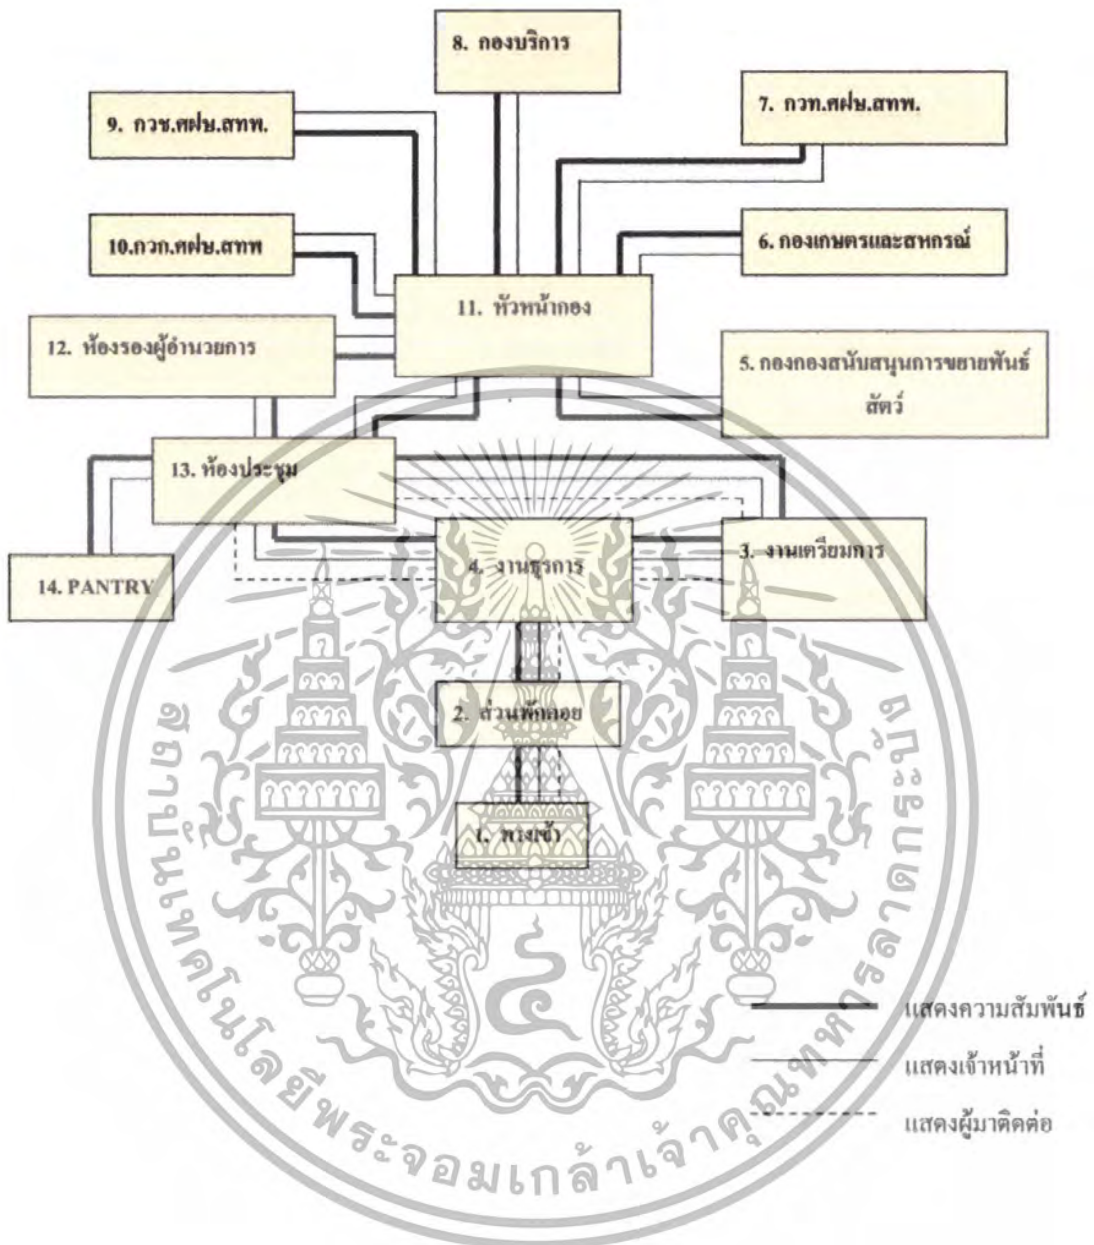 8. กองบริการ
7. กวท.ศฝษ.สทพ.
9. กวช.ศฝษ.สทพ.
10.กวก.ศฝษ.สทพ
6. กองเกษตรและสหกรณ์
11. หัวหน้ากอง
12. ห้องรองผู้อำนวยการ
5. กองกองสนับสนุนการขยายพันธ์
สัตว์
13. ห้องประชุม
14. PANTRY
4. งานธุรการ
3. งานเตรียมการ
2. ส่วนพักคอย
1. ทางเข้า
แสดงความสัมพันธ์
แสดงเจ้าหน้าที่
แสดงผู้มาติดต่อ
สถาบันเทคโนโลยีพระจอมเกล้าเจ้าคุณทหารลาดกระบัง